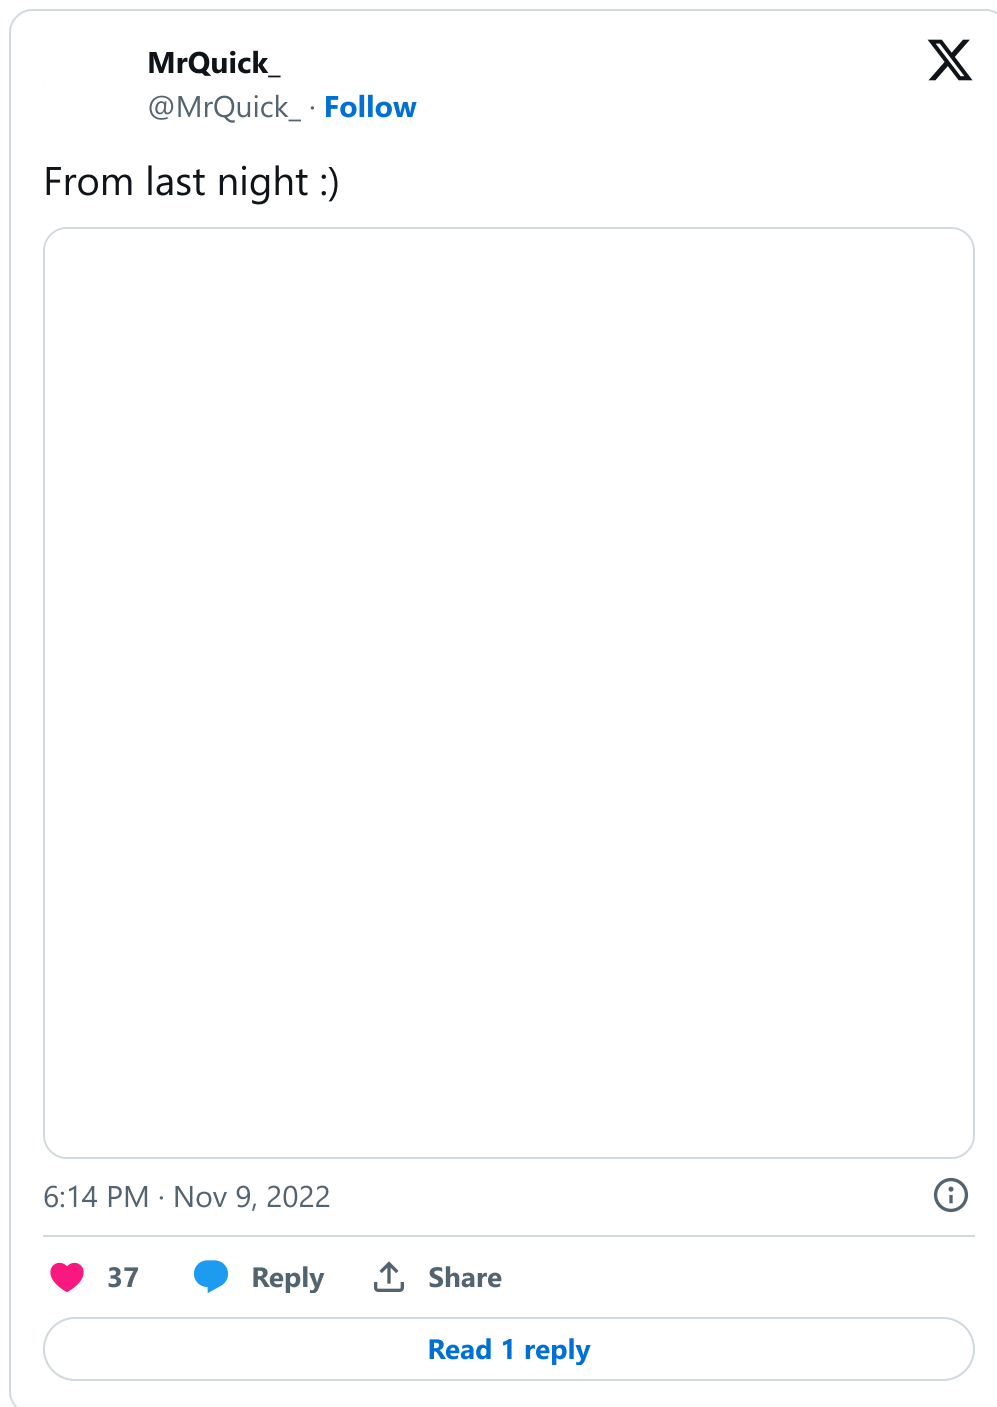 MrQuick_
@MrQuick_ · Follow
From last night :)
6:14 PM · Nov 9, 2022
37 Reply Share
Read 1 reply